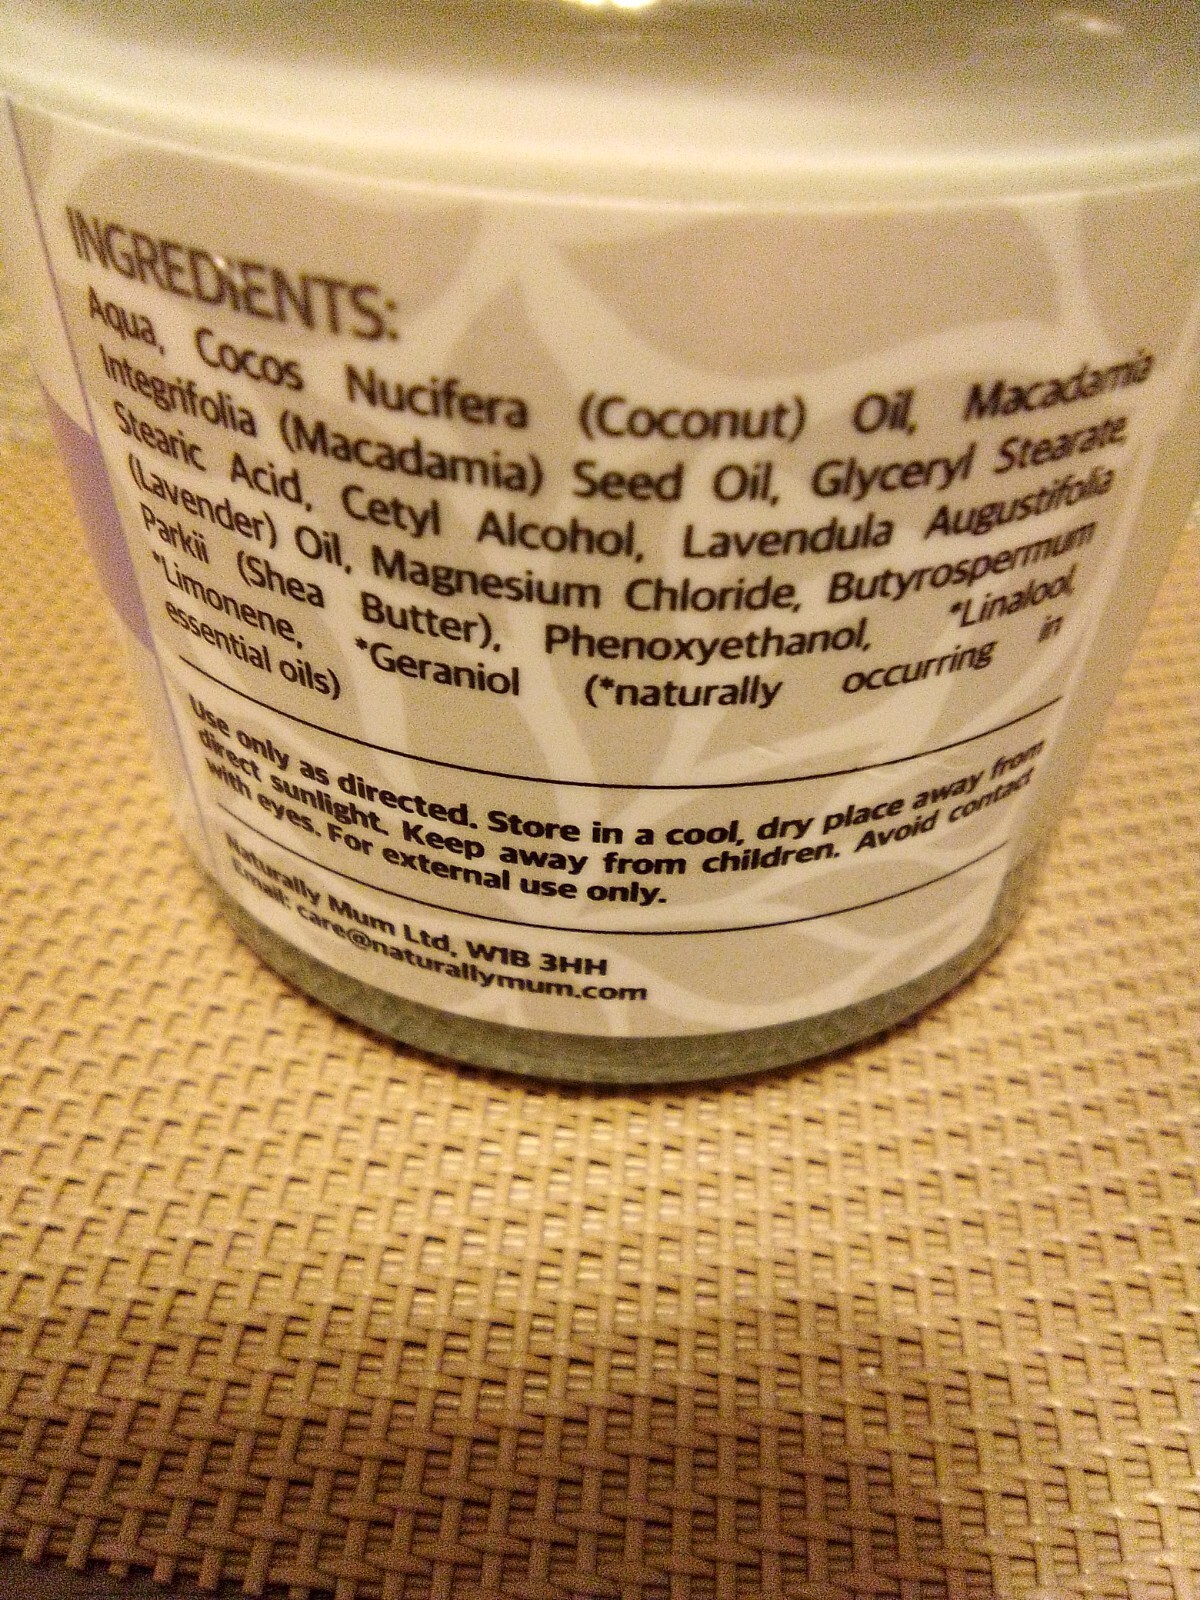 INGREDiENTS:
Aqua, Cocos Nucifera (Coconut) Oil, Macadamia
Integrifolia (Macadamia) Seed Oil, Glyceryl Stearate,
Stearic Acid, Cetyl Alcohol, Lavendula Augustifolia
(Lavender) Oil, Magnesium Chloride, Butyrospermum
Parkii (Shea Butter), Phenoxyethanol, *Linalool,
*Limonene, *Geraniol (*naturally occurring in
essential oils)
Use only as directed. Store in a cool, dry place away from
direct sunlight. Keep away from children. Avoid contact
with eyes. For external use only.
Naturally Mum Ltd, W1B 3HH
Email: care@naturallymum.com